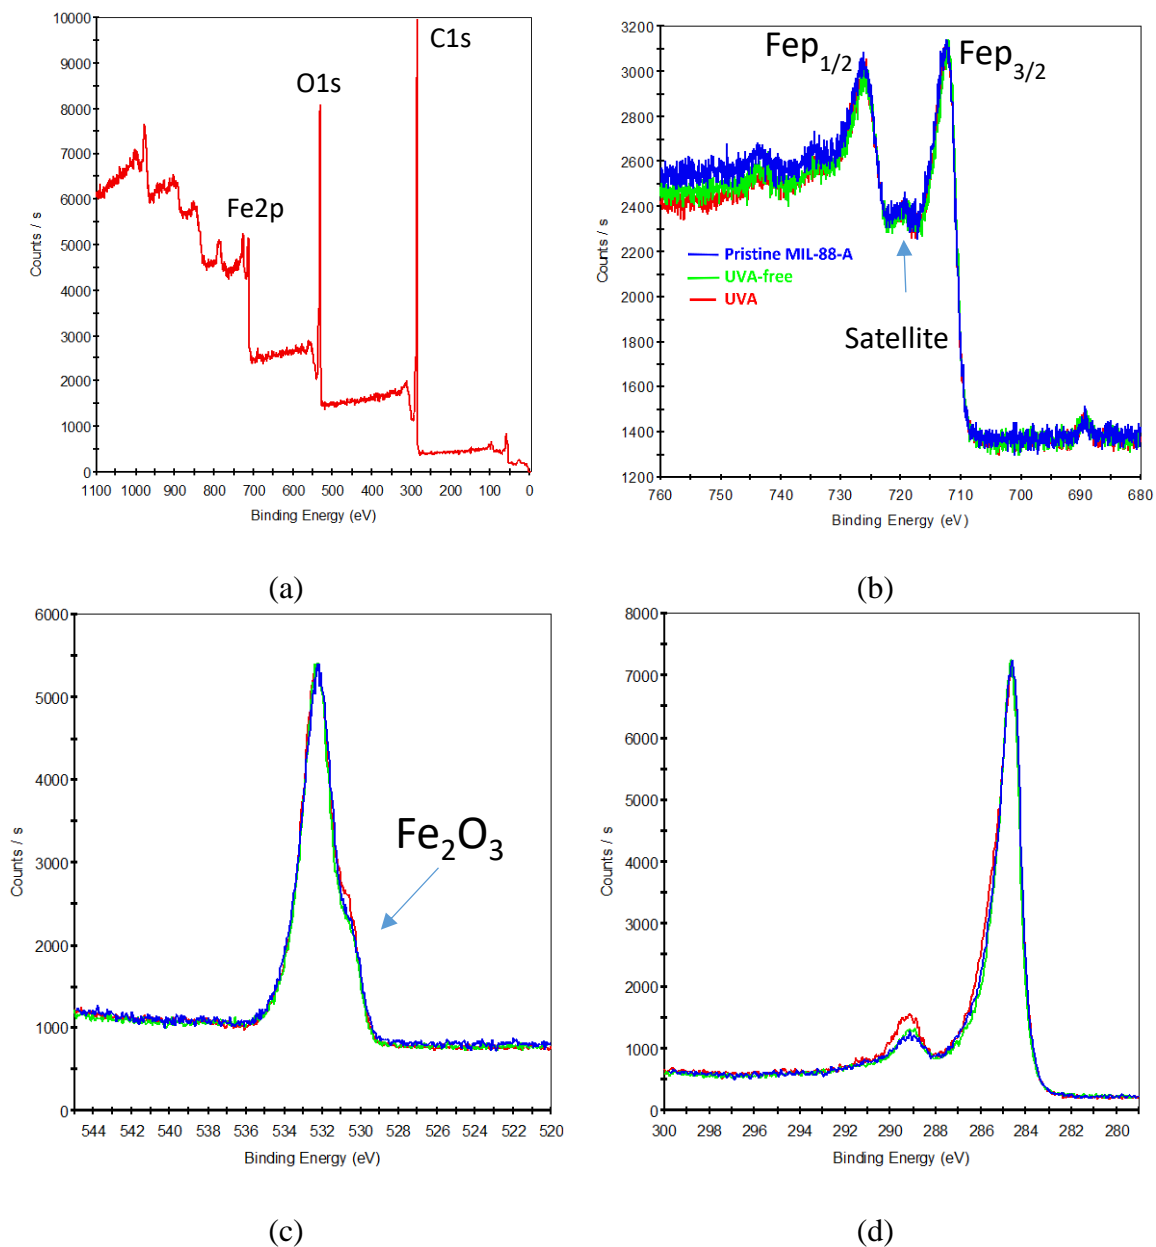 10000
9000
8000
7000
6000
5000
4000
3000
2000
1000
0
Counts / s
C1s
O1s
Fe2p
1100 1000 900 800 700 600 500 400 300 200 100 0
Binding Energy (eV)
(a)
3200
3000
2800
2600
2400
2200
2000
1800
1600
1400
1200
Counts / s
Fep1/2
Fep3/2
Pristine MIL-88-A
UVA-free
UVA
Satellite
760 750 740 730 720 710 700 690 680
Binding Energy (eV)
(b)
6000
5000
4000
3000
2000
1000
0
Counts / s
Fe2O3
544 542 540 538 536 534 532 530 528 526 524 522 520
Binding Energy (eV)
(c)
8000
7000
6000
5000
4000
3000
2000
1000
0
Counts / s
300 298 296 294 292 290 288 286 284 282 280
Binding Energy (eV)
(d)